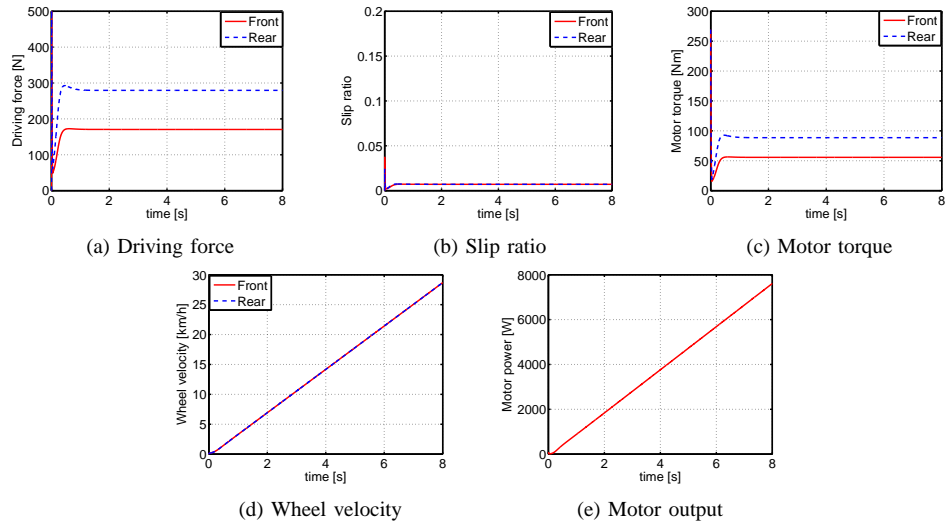 500
400
300
200
100
0
Driving force [N]
0 2 4 6 8
time [s]
Front
Rear
(a) Driving force
0.2
0.15
0.1
0.05
0
Slip ratio
0 2 4 6 8
time [s]
Front
Rear
(b) Slip ratio
300
250
200
150
100
50
0
Motor torque [Nm]
0 2 4 6 8
time [s]
Front
Rear
(c) Motor torque
30
25
20
15
10
5
0
Wheel velocity [km/h]
0 2 4 6 8
time [s]
Front
Rear
(d) Wheel velocity
8000
6000
4000
2000
0
Motor power [W]
0 2 4 6 8
time [s]
(e) Motor output